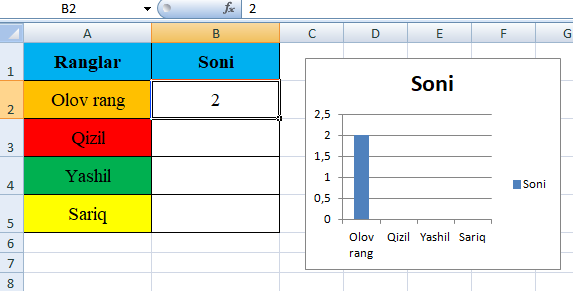 B2 fx 2
A B C D E F G
1 Ranglar Soni
2 Olov rang 2
3 Qizil
4 Yashil
5 Sariq
6
7
8
Soni
2,5
2
1,5
1
0,5
0
Olov rang Qizil Yashil Sariq
Soni